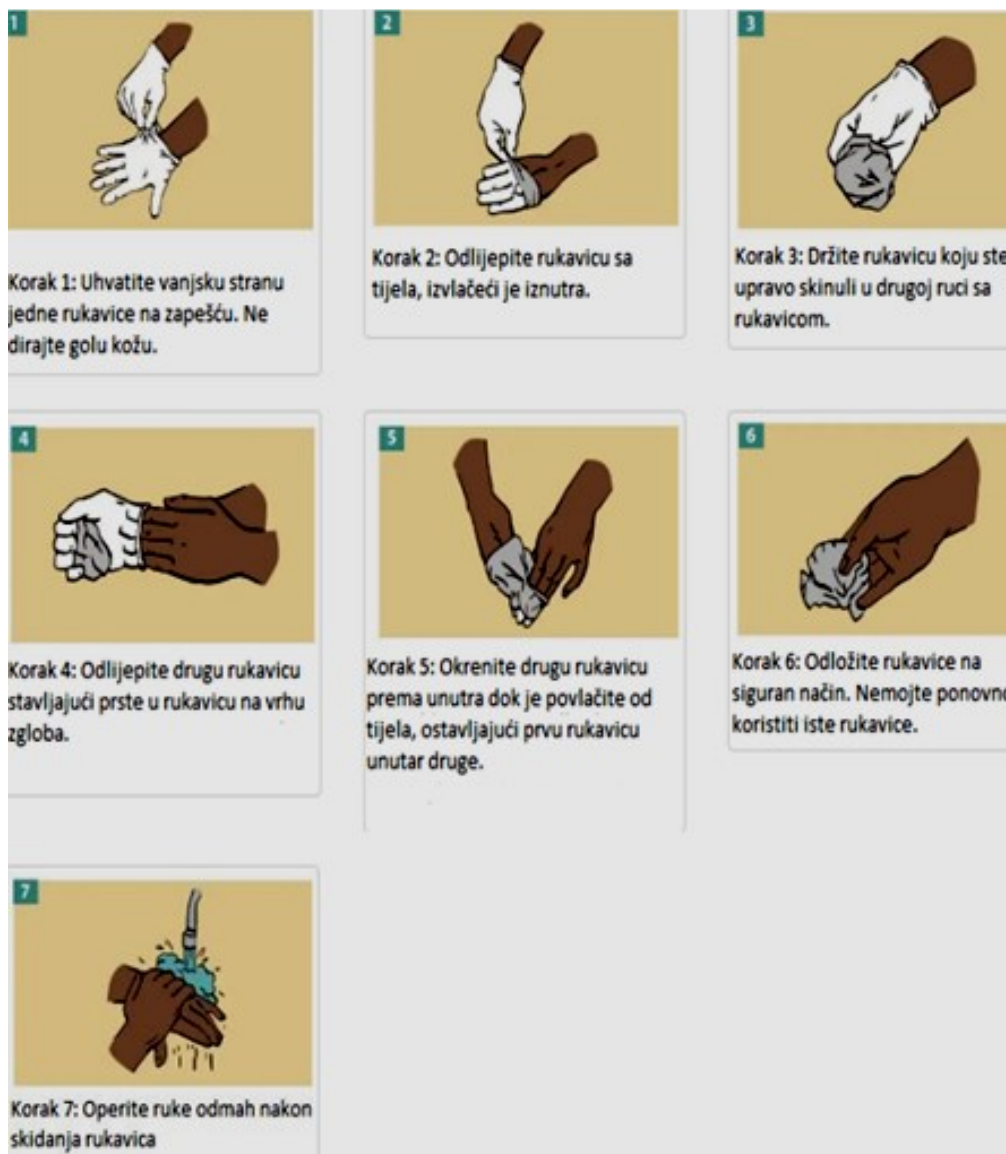 1
Korak 1: Uhvatite vanjsku stranu
jedne rukavice na zapešću. Ne
dirajte golu kožu.
2
Korak 2: Odlijepite rukavicu sa
tijela, izvlačeći je iznutra.
3
Korak 3: Držite rukavicu koju ste
upravo skinuli u drugoj ruci sa
rukavicom.
4
Korak 4: Odlijepite drugu rukavicu
stavljajući prste u rukavicu na vrhu
zgloba.
5
Korak 5: Okrenite drugu rukavicu
prema unutra dok je povlačite od
tijela, ostavljajući prvu rukavicu
unutar druge.
6
Korak 6: Odložite rukavice na
siguran način. Nemojte ponovno
koristiti iste rukavice.
7
Korak 7: Operite ruke odmah nakon
skidanja rukavica